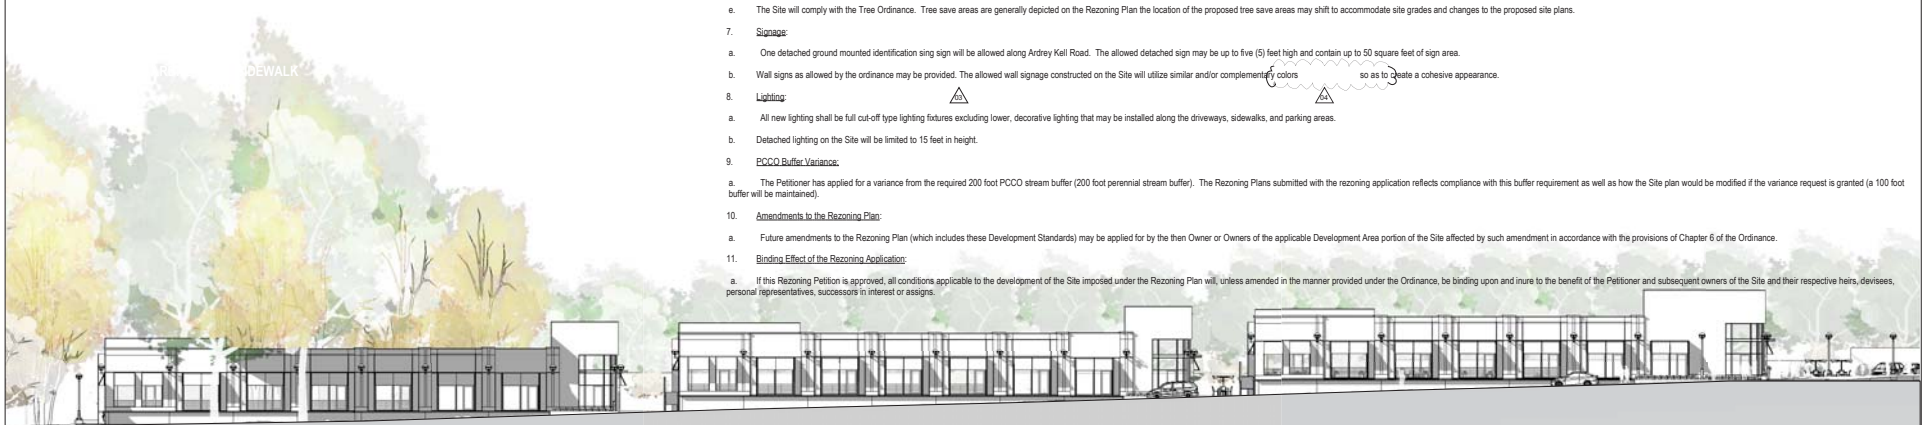 e. The Site will comply with the Tree Ordinance. Tree save areas are generally depicted on the Rezoning Plan the location of the proposed tree save areas may shift to accommodate site grades and changes to the proposed site plans.
7. Signage:
a. One detached ground mounted identification sing sign will be allowed along Ardrey Kell Road. The allowed detached sign may be up to five (5) feet high and contain up to 50 square feet of sign area.
b. Wall signs as allowed by the ordinance may be provided. The allowed wall signage constructed on the Site will utilize similar and/or complementary colors so as to create a cohesive appearance.
8. Lighting:
03
04
a. All new lighting shall be full cut-off type lighting fixtures excluding lower, decorative lighting that may be installed along the driveways, sidewalks, and parking areas.
b. Detached lighting on the Site will be limited to 15 feet in height.
9. PCCO Buffer Variance:
a. The Petitioner has applied for a variance from the required 200 foot PCCO stream buffer (200 foot perennial stream buffer). The Rezoning Plans submitted with the rezoning application reflects compliance with this buffer requirement as well as how the Site plan would be modified if the variance request is granted (a 100 foot
buffer will be maintained).
10. Amendments to the Rezoning Plan:
a. Future amendments to the Rezoning Plan (which includes these Development Standards) may be applied for by the then Owner or Owners of the applicable Development Area portion of the Site affected by such amendment in accordance with the provisions of Chapter 6 of the Ordinance.
11. Binding Effect of the Rezoning Application:
a. If this Rezoning Petition is approved, all conditions applicable to the development of the Site imposed under the Rezoning Plan will, unless amended in the manner provided under the Ordinance, be binding upon and inure to the benefit of the Petitioner and subsequent owners of the Site and their respective heirs, devisees,
personal representatives, successors in interest or assigns.